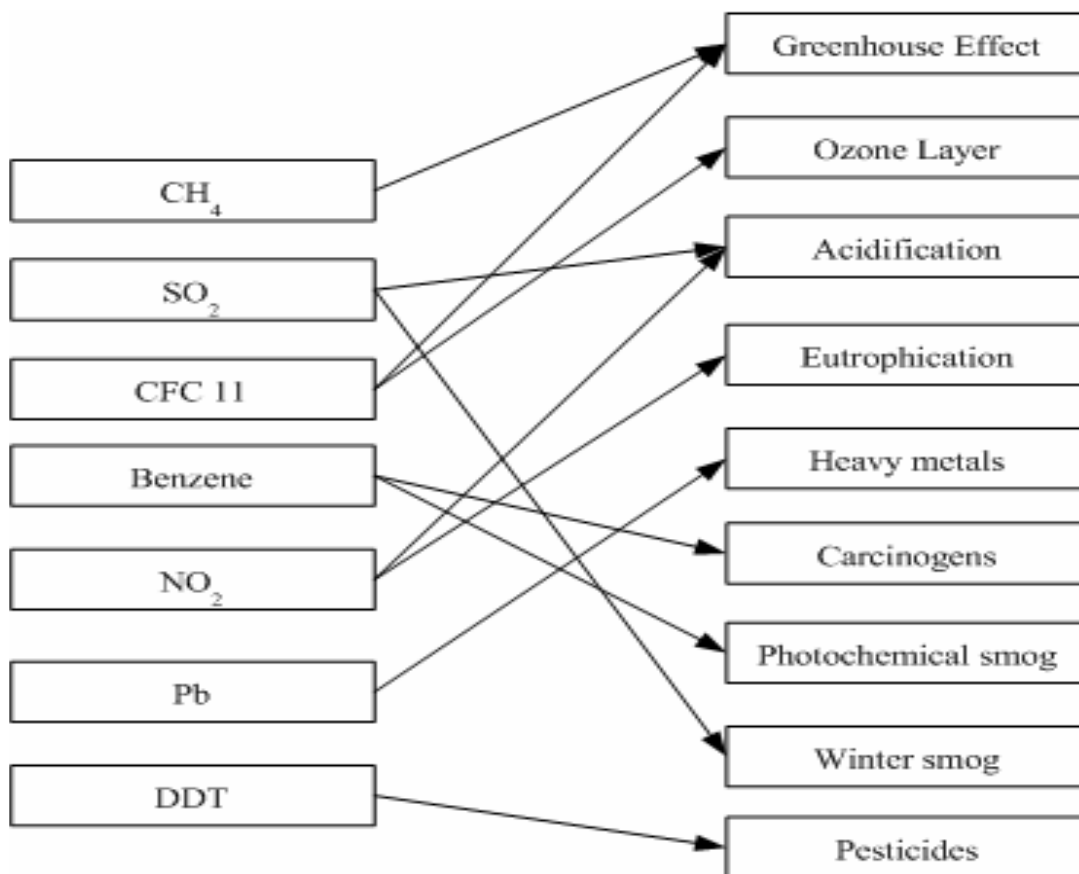 Greenhouse Effect
Ozone Layer
CH₄
Acidification
SO₂
Eutrophication
CFC 11
Heavy metals
Benzene
Carcinogens
NO₂
Photochemical smog
Pb
Winter smog
DDT
Pesticides